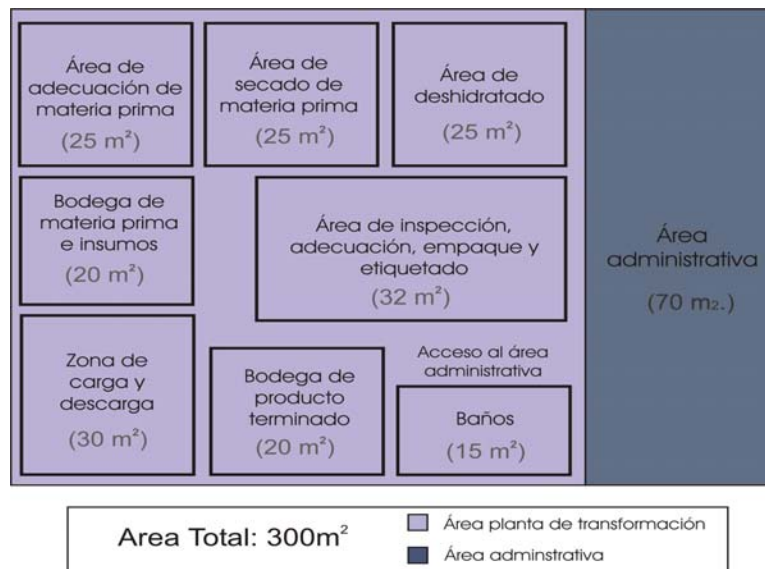 Área de
adecuación de
materia prima
(25 m²)
Área de
secado de
materia prima
(25 m²)
Área de
deshidratado
(25 m²)
Bodega de
materia prima
e insumos
(20 m²)
Área de inspección,
adecuación, empaque y
etiquetado
(32 m²)
Área
administrativa
(70 m2.)
Zona de
carga y
descarga
(30 m²)
Bodega de
producto
terminado
(20 m²)
Acceso al área
administrativa
Baños
(15 m²)
Area Total: 300m²
Área planta de transformación
Área adminstrativa